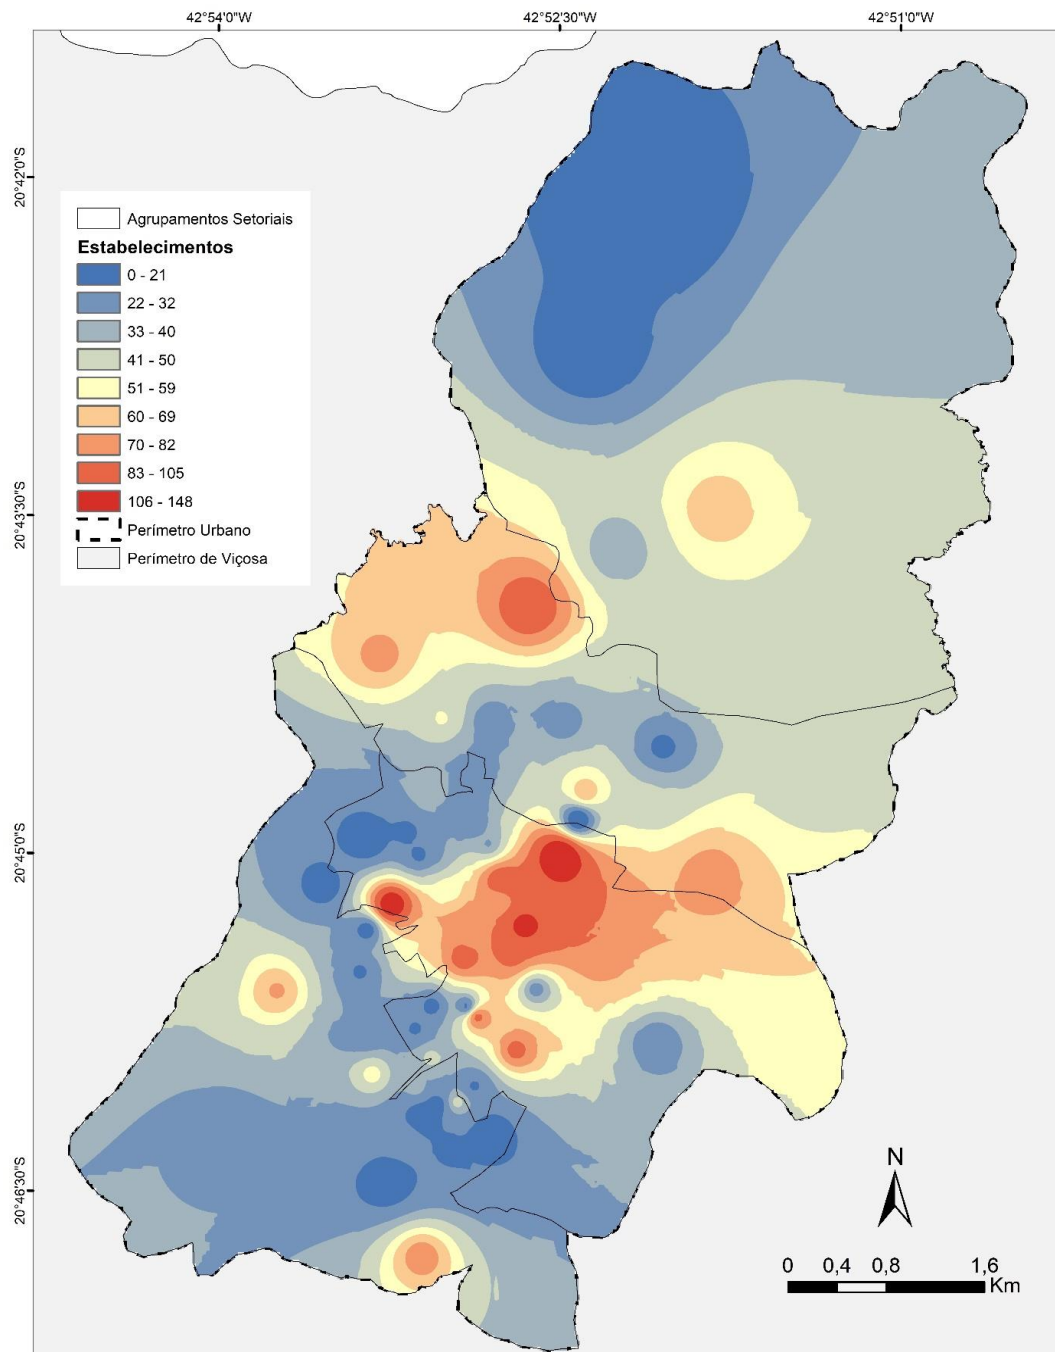 42°54'0"W
42°52'30"W
42°51'0"W
20°42'0"S
20°43'30"S
20°45'0"S
20°46'30"S
Agrupamentos Setoriais
Estabelecimentos
0 - 21
22 - 32
33 - 40
41 - 50
51 - 59
60 - 69
70 - 82
83 - 105
106 - 148
Perímetro Urbano
Perímetro de Viçosa
N
0 0,4 0,8 1,6
Km